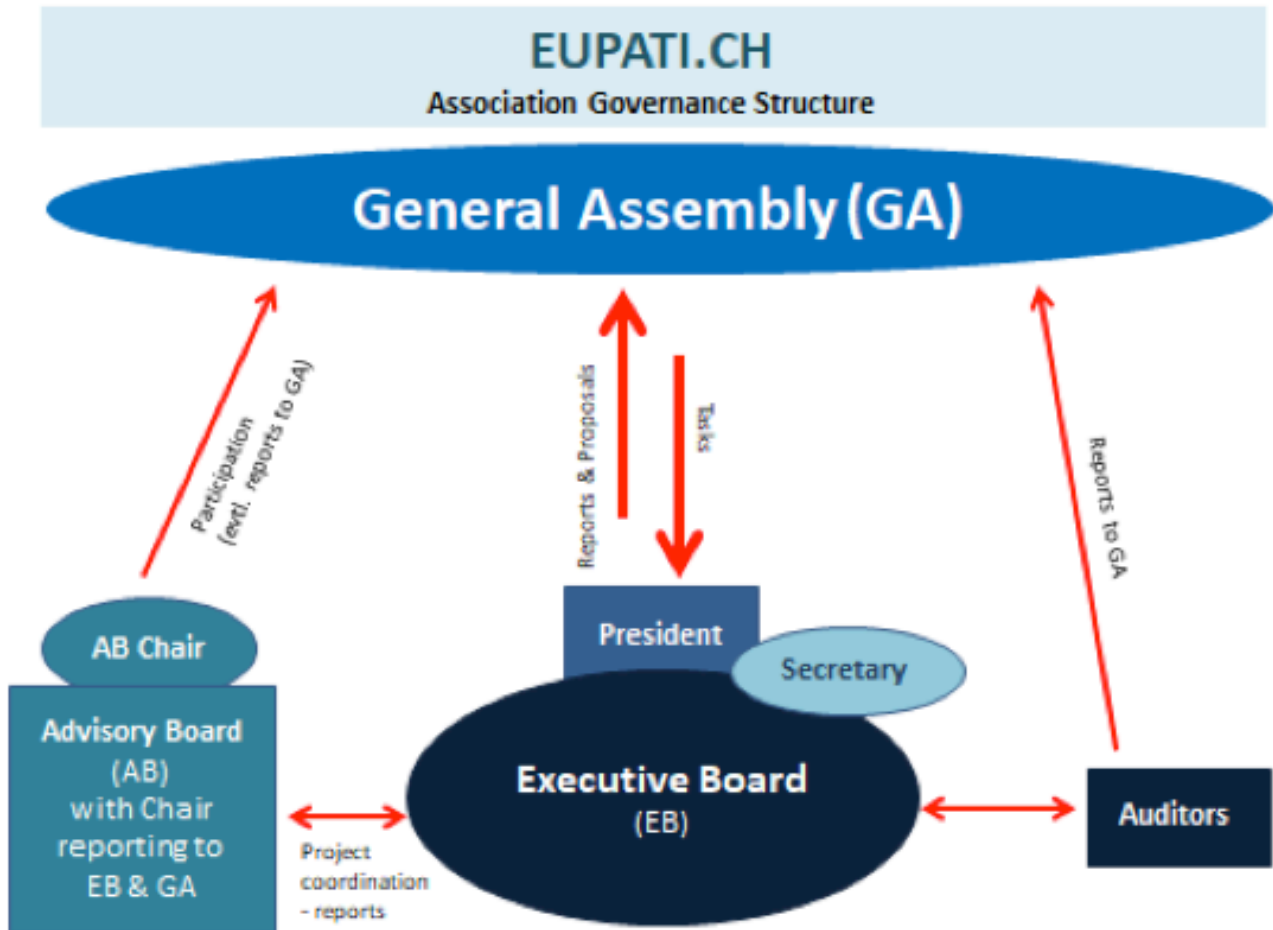 EUPATI.CH
Association Governance Structure
General Assembly (GA)
Participation
(evtl. reports to GA)
Reports & Proposals
Tasks
Reports to GA
AB Chair
President
Secretary
Advisory Board
(AB)
with Chair
reporting to
EB & GA
Project
coordination
- reports
Executive Board
(EB)
Auditors